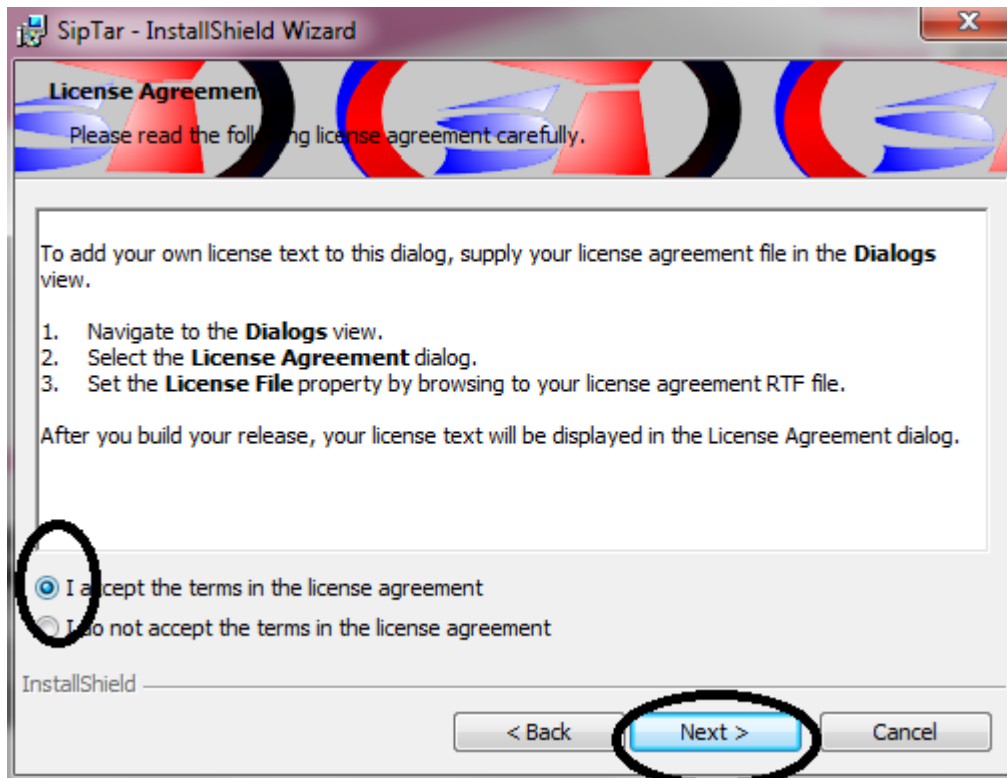 SipTar - InstallShield Wizard
License Agreemen
Please read the following license agreement carefully.
To add your own license text to this dialog, supply your license agreement file in the Dialogs
view.
1. Navigate to the Dialogs view.
2. Select the License Agreement dialog.
3. Set the License File property by browsing to your license agreement RTF file.
After you build your release, your license text will be displayed in the License Agreement dialog.
I accept the terms in the license agreement
I do not accept the terms in the license agreement
InstallShield
< Back Next > Cancel